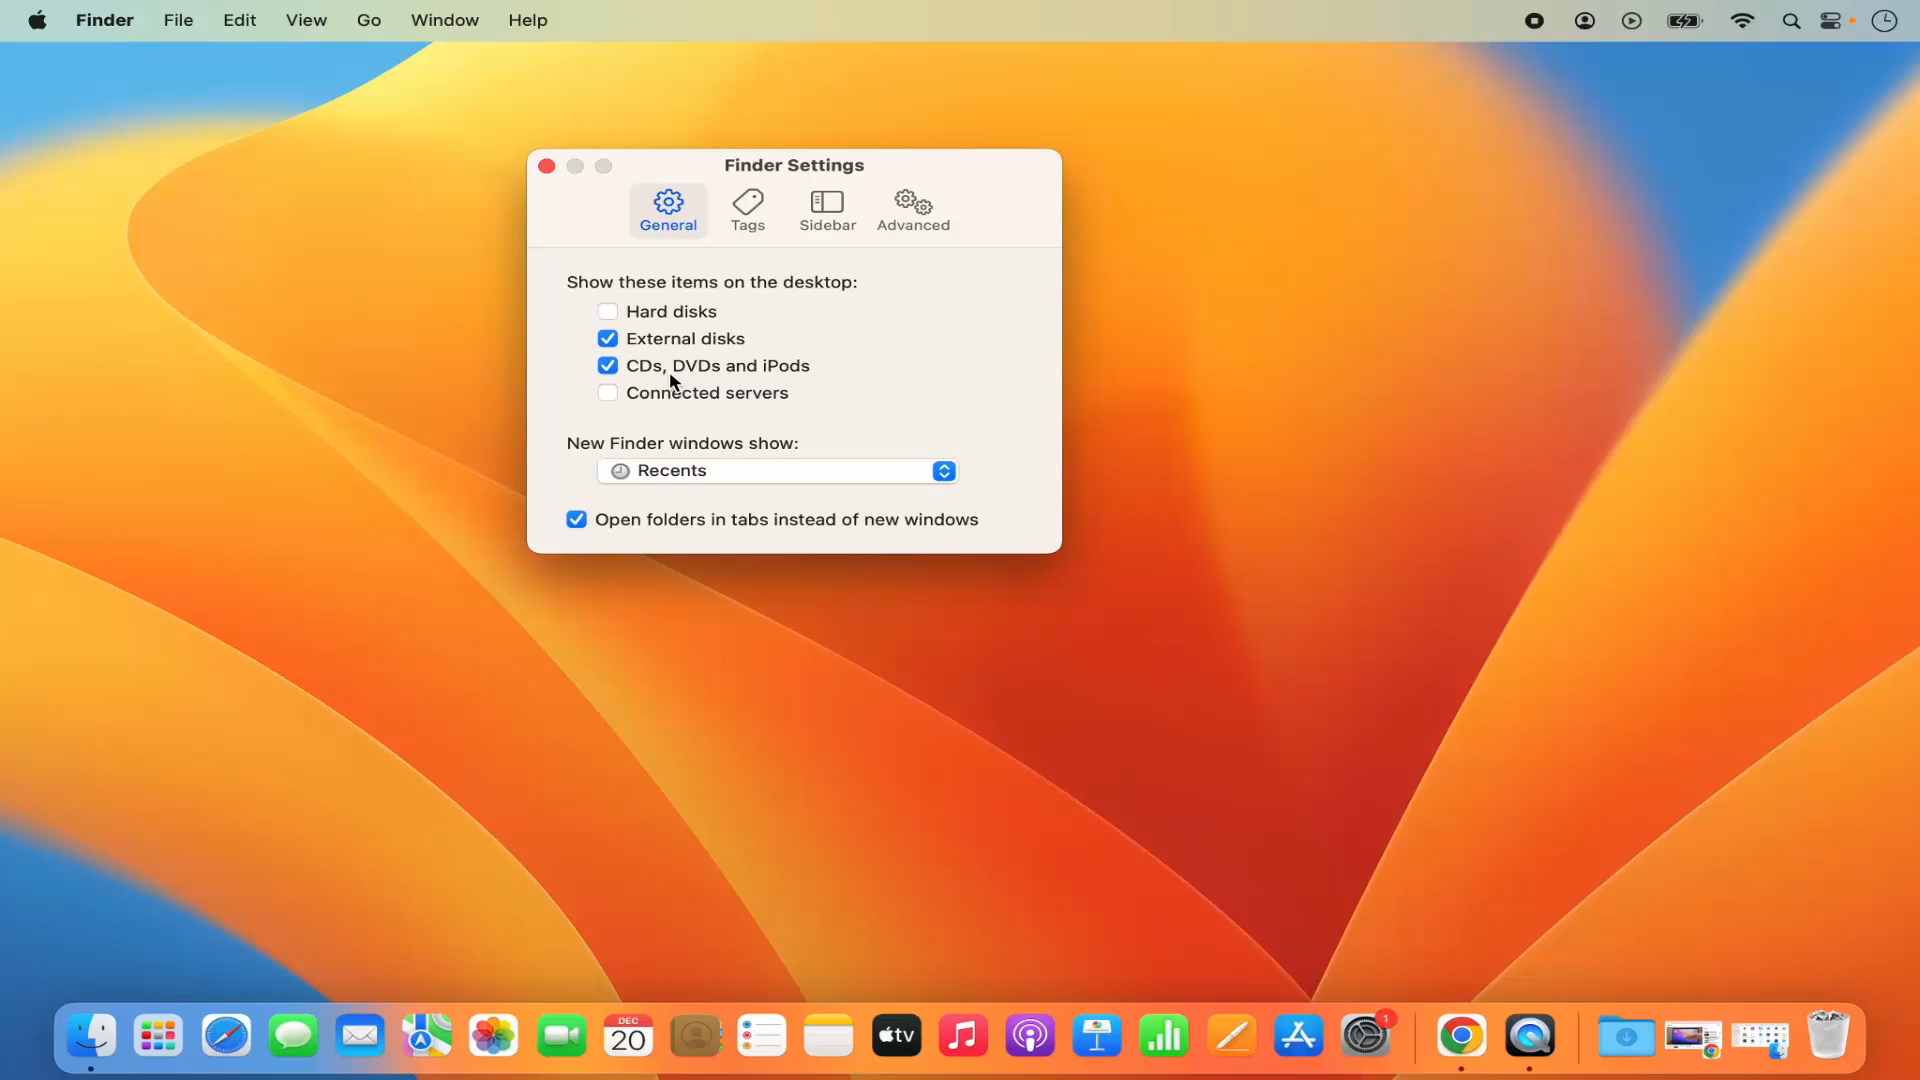 Finder File Edit View Go Window Help
Finder Settings
General Tags Sidebar Advanced
Show these items on the desktop:
Hard disks
External disks
CDs, DVDs and iPods
Connected servers
New Finder windows show:
Recents
Open folders in tabs instead of new windows
DEC
20
tv
1